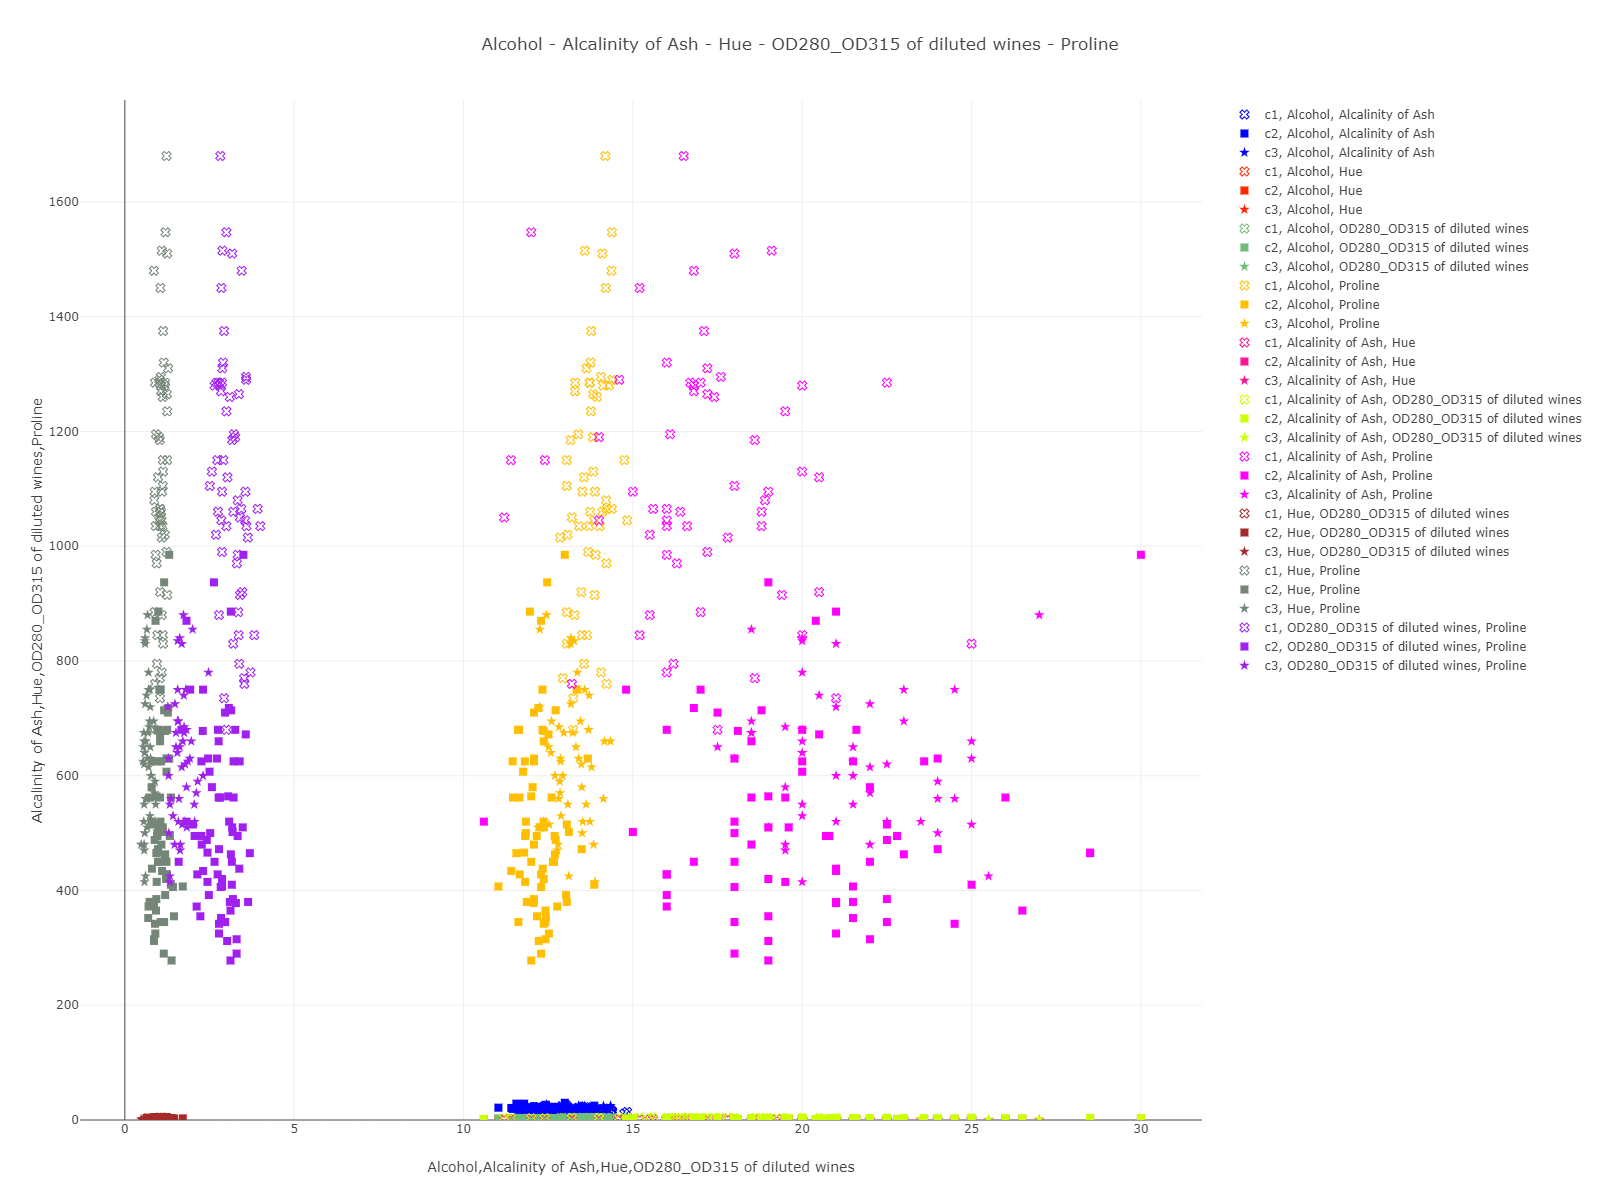 Alcohol - Alcalinity of Ash - Hue - OD280_OD315 of diluted wines - Proline
Alcalinity of Ash,Hue,OD280_OD315 of diluted wines,Proline
1600
1400
1200
1000
800
600
400
200
0
0 5 10 15 20 25 30
Alcohol,Alcalinity of Ash,Hue,OD280_OD315 of diluted wines
c1, Alcohol, Alcalinity of Ash
c2, Alcohol, Alcalinity of Ash
c3, Alcohol, Alcalinity of Ash
c1, Alcohol, Hue
c2, Alcohol, Hue
c3, Alcohol, Hue
c1, Alcohol, OD280_OD315 of diluted wines
c2, Alcohol, OD280_OD315 of diluted wines
c3, Alcohol, OD280_OD315 of diluted wines
c1, Alcohol, Proline
c2, Alcohol, Proline
c3, Alcohol, Proline
c1, Alcalinity of Ash, Hue
c2, Alcalinity of Ash, Hue
c3, Alcalinity of Ash, Hue
c1, Alcalinity of Ash, OD280_OD315 of diluted wines
c2, Alcalinity of Ash, OD280_OD315 of diluted wines
c3, Alcalinity of Ash, OD280_OD315 of diluted wines
c1, Alcalinity of Ash, Proline
c2, Alcalinity of Ash, Proline
c3, Alcalinity of Ash, Proline
c1, Hue, OD280_OD315 of diluted wines
c2, Hue, OD280_OD315 of diluted wines
c3, Hue, OD280_OD315 of diluted wines
c1, Hue, Proline
c2, Hue, Proline
c3, Hue, Proline
c1, OD280_OD315 of diluted wines, Proline
c2, OD280_OD315 of diluted wines, Proline
c3, OD280_OD315 of diluted wines, Proline